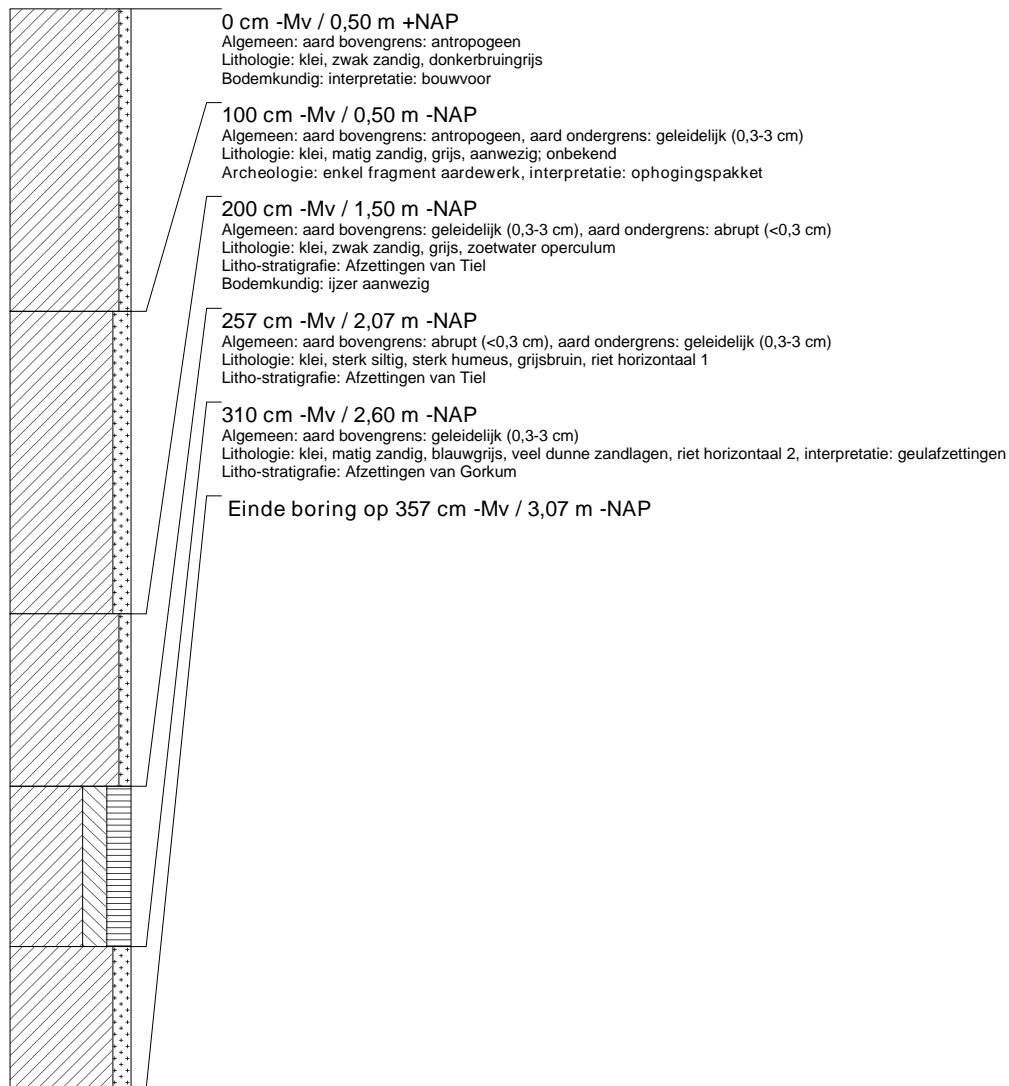 0 cm -Mv / 0,50 m +NAP
Algemeen: aard bovengrens: antropogeen
Lithologie: klei, zwak zandig, donkerbruingrijs
Bodemkundig: interpretatie: bouwvoor
100 cm -Mv / 0,50 m -NAP
Algemeen: aard bovengrens: antropogeen, aard ondergrens: geleidelijk (0,3-3 cm)
Lithologie: klei, matig zandig, grijs, aanwezig; onbekend
Archeologie: enkel fragment aardewerk, interpretatie: ophogingspakket
200 cm -Mv / 1,50 m -NAP
Algemeen: aard bovengrens: geleidelijk (0,3-3 cm), aard ondergrens: abrupt (<0,3 cm)
Lithologie: klei, zwak zandig, grijs, zoetwater operculum
Litho-stratigrafie: Afzettingen van Tiel
Bodemkundig: ijzer aanwezig
257 cm -Mv / 2,07 m -NAP
Algemeen: aard bovengrens: abrupt (<0,3 cm), aard ondergrens: geleidelijk (0,3-3 cm)
Lithologie: klei, sterk siltig, sterk humeus, grijsbruin, riet horizontaal 1
Litho-stratigrafie: Afzettingen van Tiel
310 cm -Mv / 2,60 m -NAP
Algemeen: aard bovengrens: geleidelijk (0,3-3 cm)
Lithologie: klei, matig zandig, blauwgrijs, veel dunne zandlagen, riet horizontaal 2, interpretatie: geulafzettingen
Litho-stratigrafie: Afzettingen van Gorkum
Einde boring op 357 cm -Mv / 3,07 m -NAP